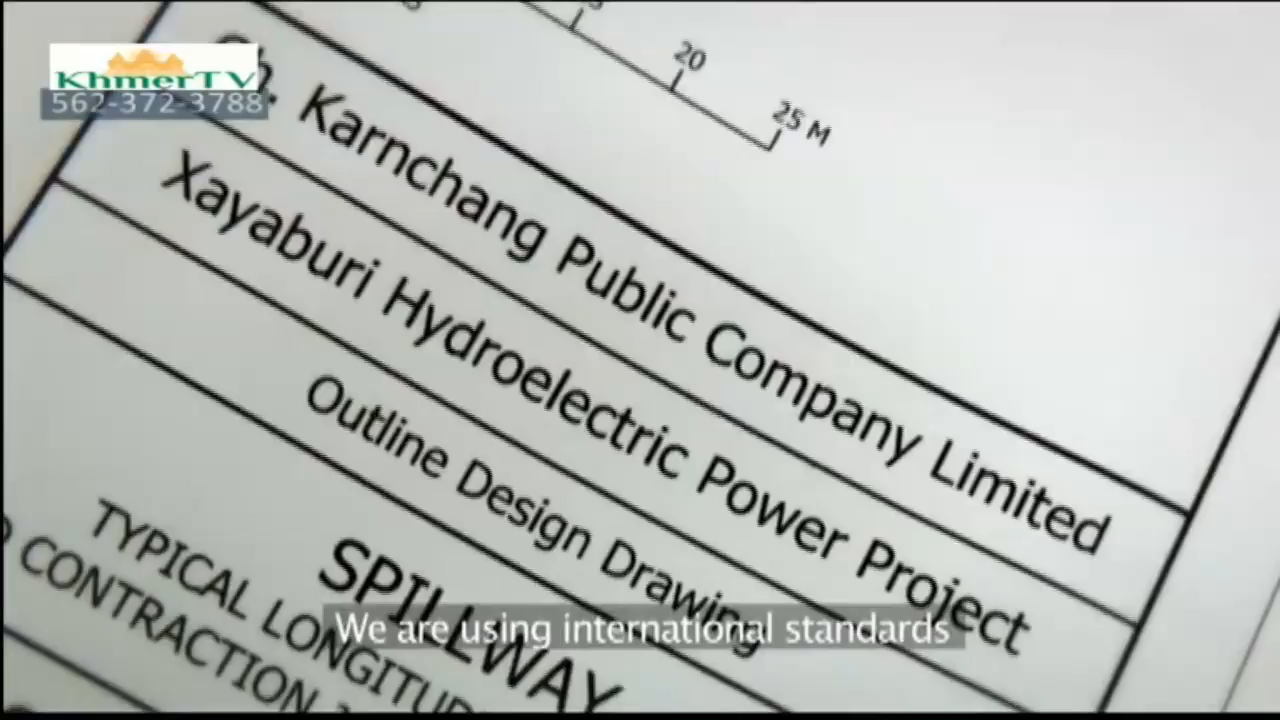 KhmerTV
562-372-3788
20
25 M
Ch. Karnchang Public Company Limited
Xayaburi Hydroelectric Power Project
Outline Design Drawing
SPILLWAY
TYPICAL
CONTRACTION
We are using international standards